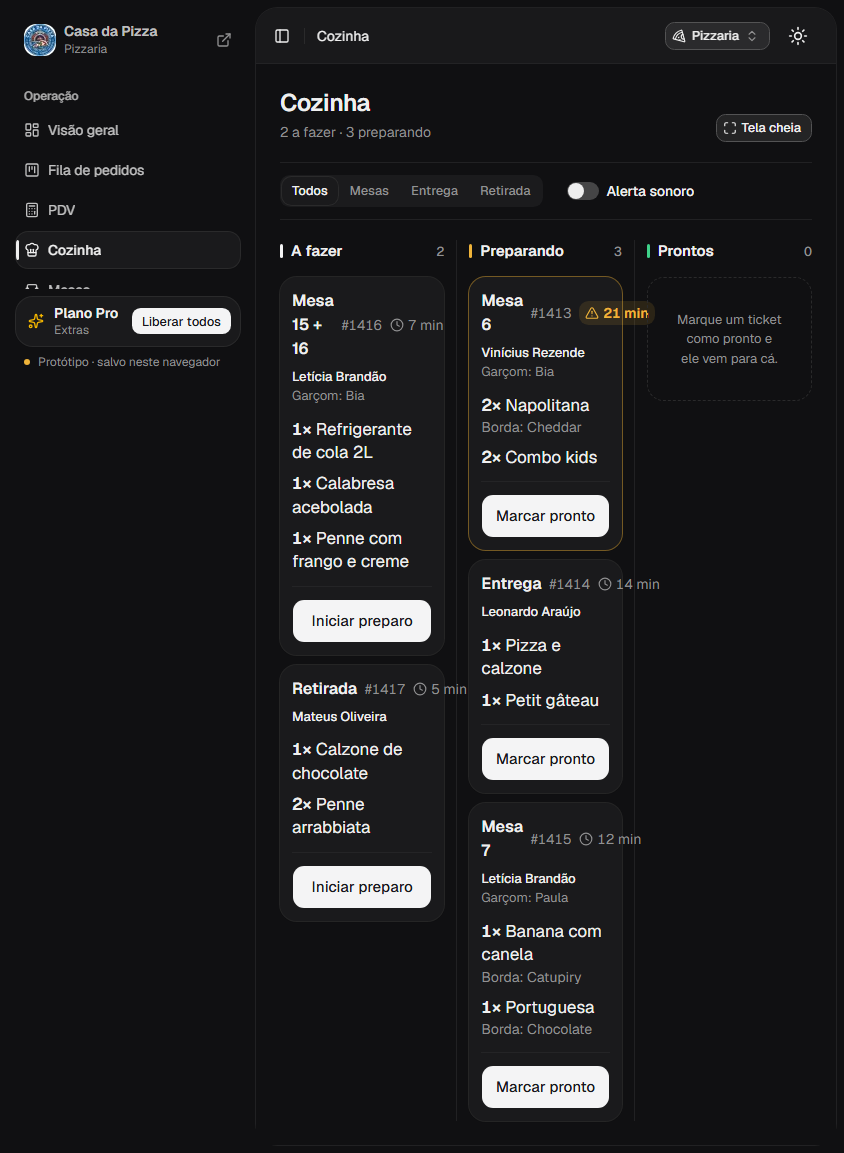 Casa da Pizza
Pizzaria
Operação
Visão geral
Fila de pedidos
PDV
Cozinha
Plano Pro
Extras
Liberar todos
Protótipo · salvo neste navegador
Cozinha
Pizzaria
Cozinha
2 a fazer · 3 preparando
Tela cheia
Todos
Mesas
Entrega
Retirada
Alerta sonoro
A fazer
2
Mesa
15 +
16
#1416
7 min
Letícia Brandão
Garçom: Bia
1× Refrigerante
de cola 2L
1× Calabresa
acebolada
1× Penne com
frango e creme
Iniciar preparo
Retirada
#1417
5 min
Mateus Oliveira
1× Calzone de
chocolate
2× Penne
arrabbiata
Iniciar preparo
Preparando
3
Mesa
6
#1413
21 min
Vinícius Rezende
Garçom: Bia
2× Napolitana
Borda: Cheddar
2× Combo kids
Marcar pronto
Entrega
#1414
14 min
Leonardo Araújo
1× Pizza e
calzone
1× Petit gâteau
Marcar pronto
Mesa
7
#1415
12 min
Letícia Brandão
Garçom: Paula
1× Banana com
canela
Borda: Catupiry
1× Portuguesa
Borda: Chocolate
Marcar pronto
Prontos
0
Marque um ticket
como pronto e
ele vem para cá.